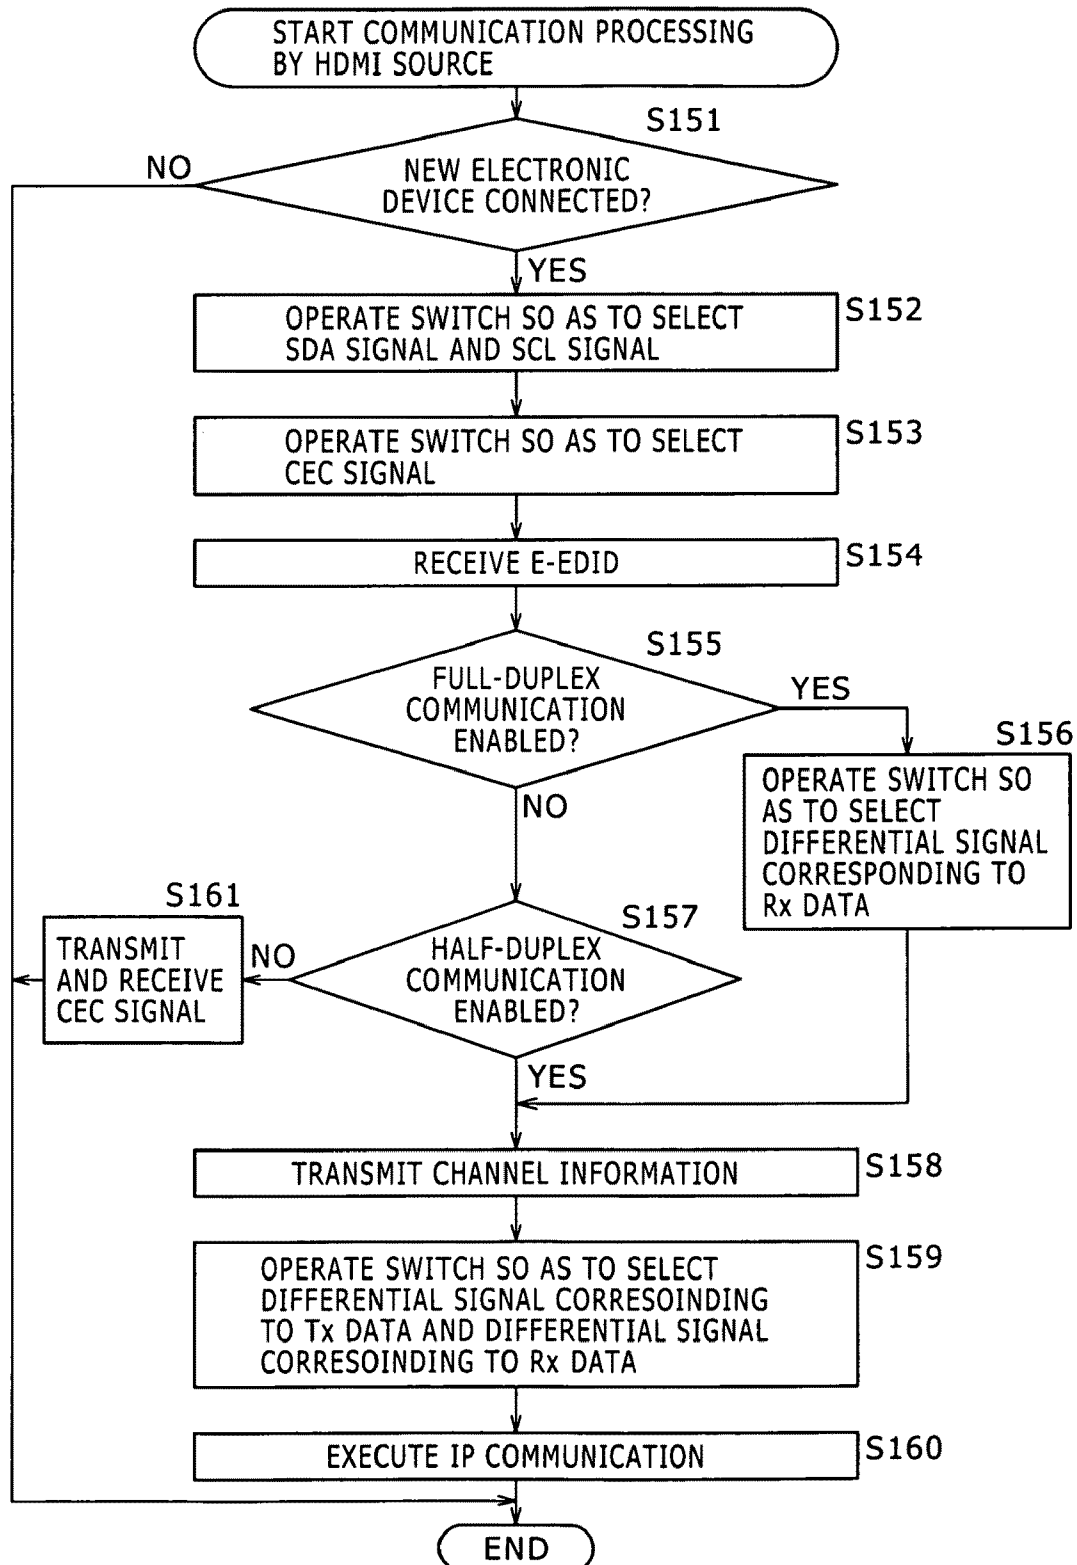 START COMMUNICATION PROCESSING
BY HDMI SOURCE
S151
NO
NEW ELECTRONIC
DEVICE CONNECTED?
YES
S152
OPERATE SWITCH SO AS TO SELECT
SDA SIGNAL AND SCL SIGNAL
S153
OPERATE SWITCH SO AS TO SELECT
CEC SIGNAL
S154
RECEIVE E-EDID
S155
FULL-DUPLEX
COMMUNICATION
ENABLED?
YES
NO
S156
OPERATE SWITCH SO
AS TO SELECT
DIFFERENTIAL SIGNAL
CORRESPONDING TO
Rx DATA
S157
HALF-DUPLEX
COMMUNICATION
ENABLED?
NO
YES
S161
TRANSMIT
AND RECEIVE
CEC SIGNAL
S158
TRANSMIT CHANNEL INFORMATION
S159
OPERATE SWITCH SO AS TO SELECT
DIFFERENTIAL SIGNAL CORRESOINDING
TO Tx DATA AND DIFFERENTIAL SIGNAL
CORRESOINDING TO Rx DATA
S160
EXECUTE IP COMMUNICATION
END